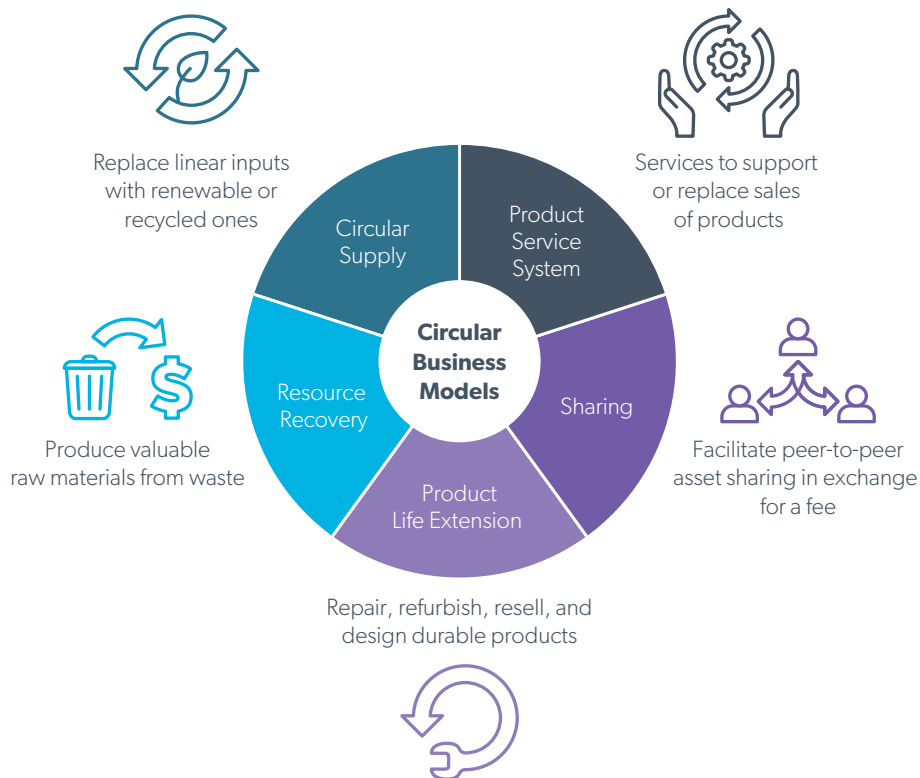 Replace linear inputs
with renewable or
recycled ones
Services to support
or replace sales
of products
Circular
Supply
Product
Service
System
Circular
Business
Models
Resource
Recovery
Sharing
Product
Life Extension
$
Produce valuable
raw materials from waste
Facilitate peer-to-peer
asset sharing in exchange
for a fee
Repair, refurbish, resell, and
design durable products